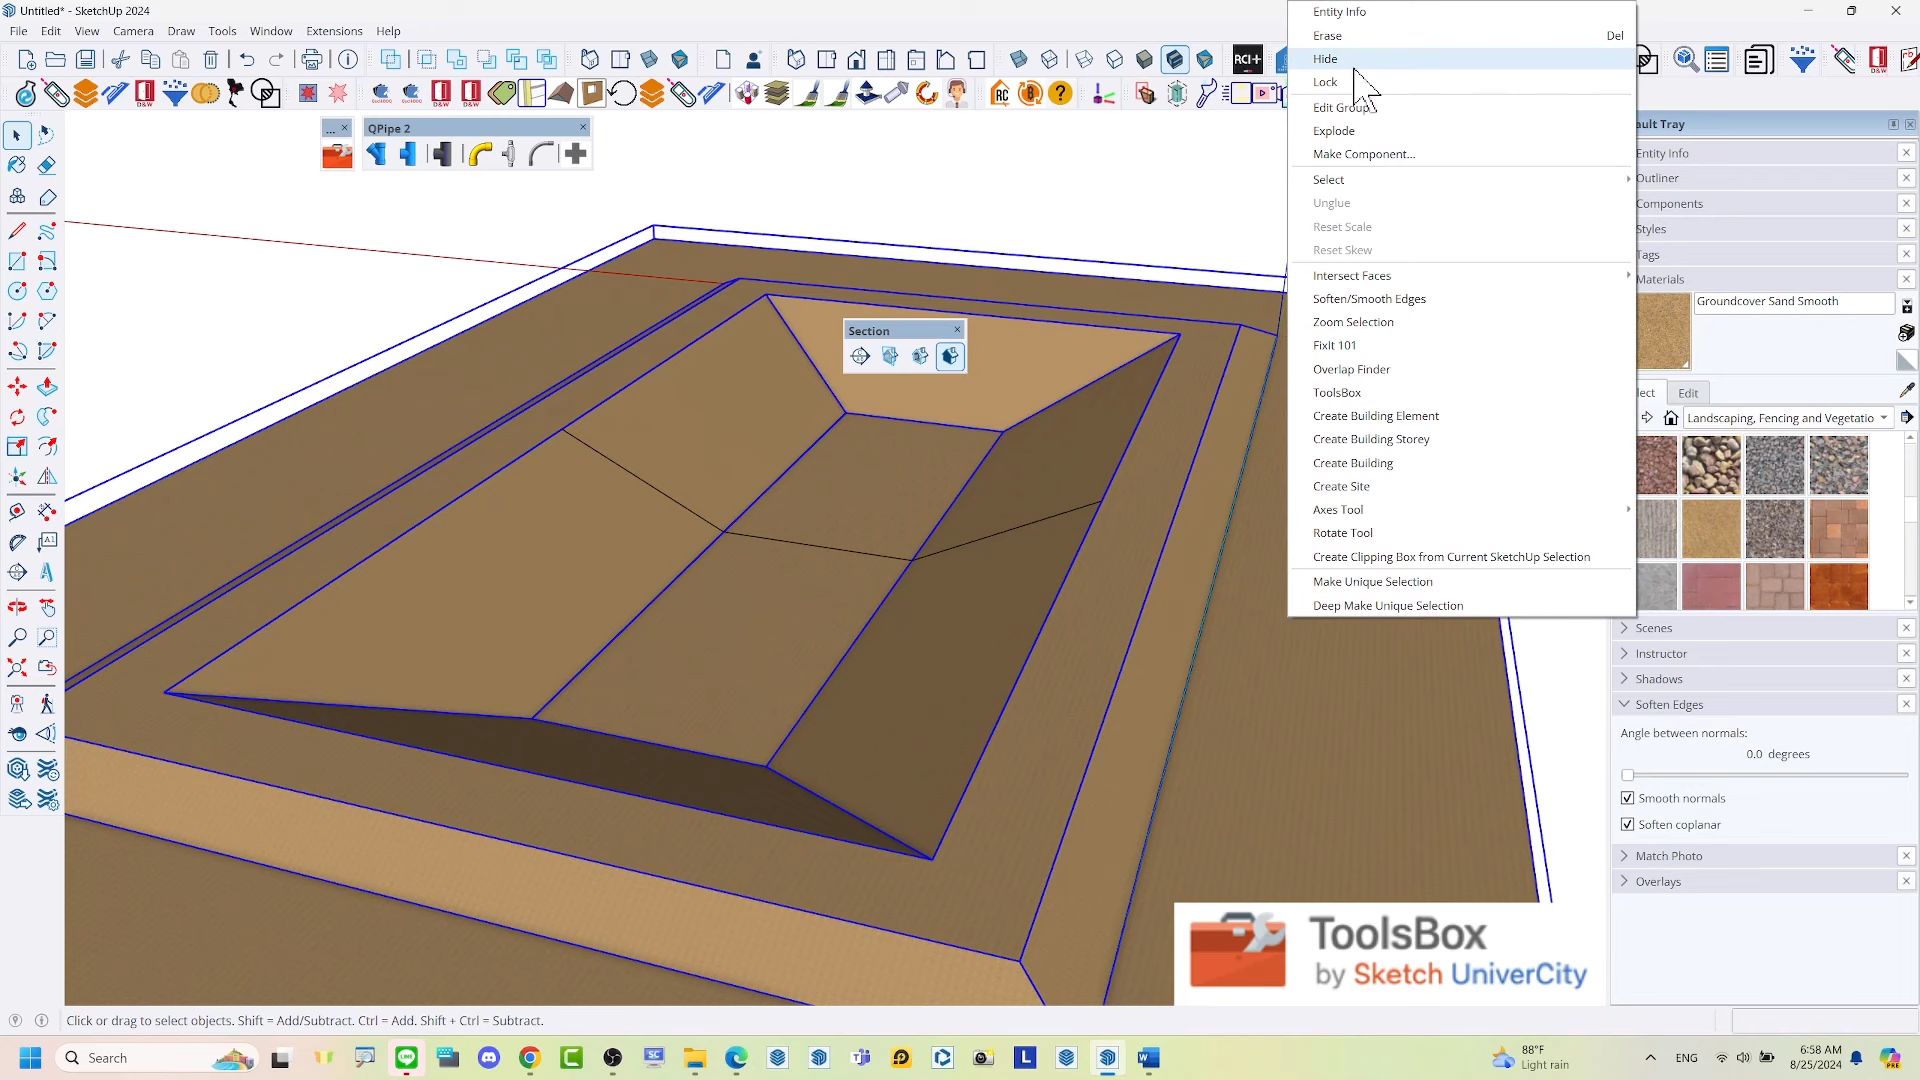 Untitled* - SketchUp 2024
File Edit View Camera Draw Tools Window Extensions Help
RCI+
D&W
D&W D&W
RC
... QPipe 2
Section
Entity Info
Erase Del
Hide
Lock
Edit Group
Explode
Make Component...
Select
Unglue
Reset Scale
Reset Skew
Intersect Faces
Soften/Smooth Edges
Zoom Selection
FixIt 101
Overlap Finder
ToolsBox
Create Building Element
Create Building Storey
Create Building
Create Site
Axes Tool
Rotate Tool
Create Clipping Box from Current SketchUp Selection
Make Unique Selection
Deep Make Unique Selection
ault Tray
Entity Info
Outliner
Components
Styles
Tags
Materials
Groundcover Sand Smooth
lect Edit
Landscaping, Fencing and Vegetatio
Scenes
Instructor
Shadows
Soften Edges
Angle between normals:
0.0 degrees
Smooth normals
Soften coplanar
Match Photo
Overlays
ToolsBox
by Sketch UniverCity
Click or drag to select objects. Shift = Add/Subtract. Ctrl = Add. Shift + Ctrl = Subtract.
Search
88°F
Light rain
ENG
6:58 AM
8/25/2024